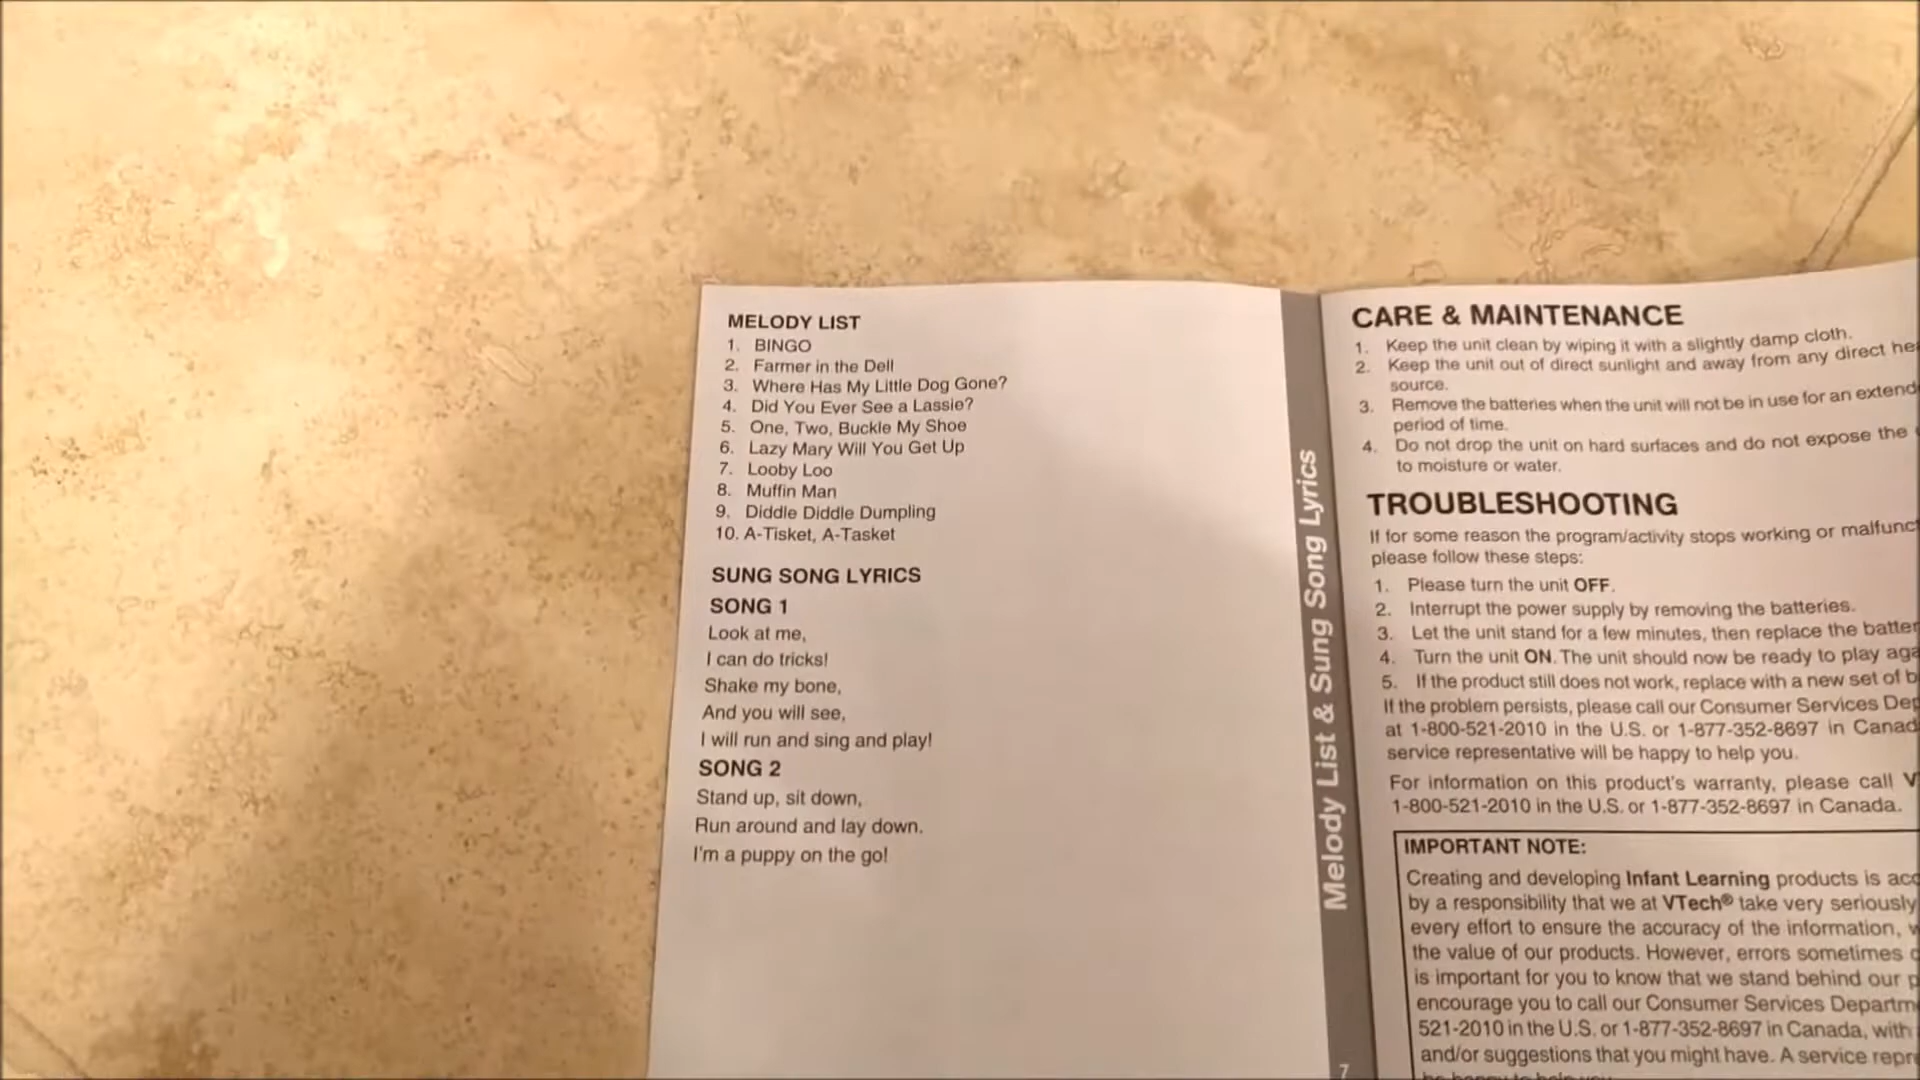 MELODY LIST
1. BINGO
2. Farmer in the Dell
3. Where Has My Little Dog Gone?
4. Did You Ever See a Lassie?
5. One, Two, Buckle My Shoe
6. Lazy Mary Will You Get Up
7. Looby Loo
8. Muffin Man
9. Diddle Diddle Dumpling
10. A-Tisket, A-Tasket
SUNG SONG LYRICS
SONG 1
Look at me,
I can do tricks!
Shake my bone,
And you will see,
I will run and sing and play!
SONG 2
Stand up, sit down,
Run around and lay down.
I'm a puppy on the go!
Melody List & Sung Song Lyrics
7
CARE & MAINTENANCE
1. Keep the unit clean by wiping it with a slightly damp cloth.
2. Keep the unit out of direct sunlight and away from any direct
source.
3. Remove the batteries when the unit will not be in use for an
period of time.
4. Do not drop the unit on hard surfaces and do not expose the
to moisture or water.
TROUBLESHOOTING
If for some reason the program/activity stops working or
please follow these steps:
1. Please turn the unit OFF.
2. Interrupt the power supply by removing the batteries.
3. Let the unit stand for a few minutes, then replace the
4. Turn the unit ON. The unit should now be ready to play
5. If the product still does not work, replace with a new set of
If the problem persists, please call our Consumer Services
at 1-800-521-2010 in the U.S. or 1-877-352-8697 in
service representative will be happy to help you.
For information on this product's warranty, please call
1-800-521-2010 in the U.S. or 1-877-352-8697 in Canada.
IMPORTANT NOTE:
Creating and developing Infant Learning products is
by a responsibility that we at VTech® take very seriously
every effort to ensure the accuracy of the information,
the value of our products. However, errors sometimes
is important for you to know that we stand behind our
encourage you to call our Consumer Services
521-2010 in the U.S. or 1-877-352-8697 in Canada, with
and/or suggestions that you might have. A service